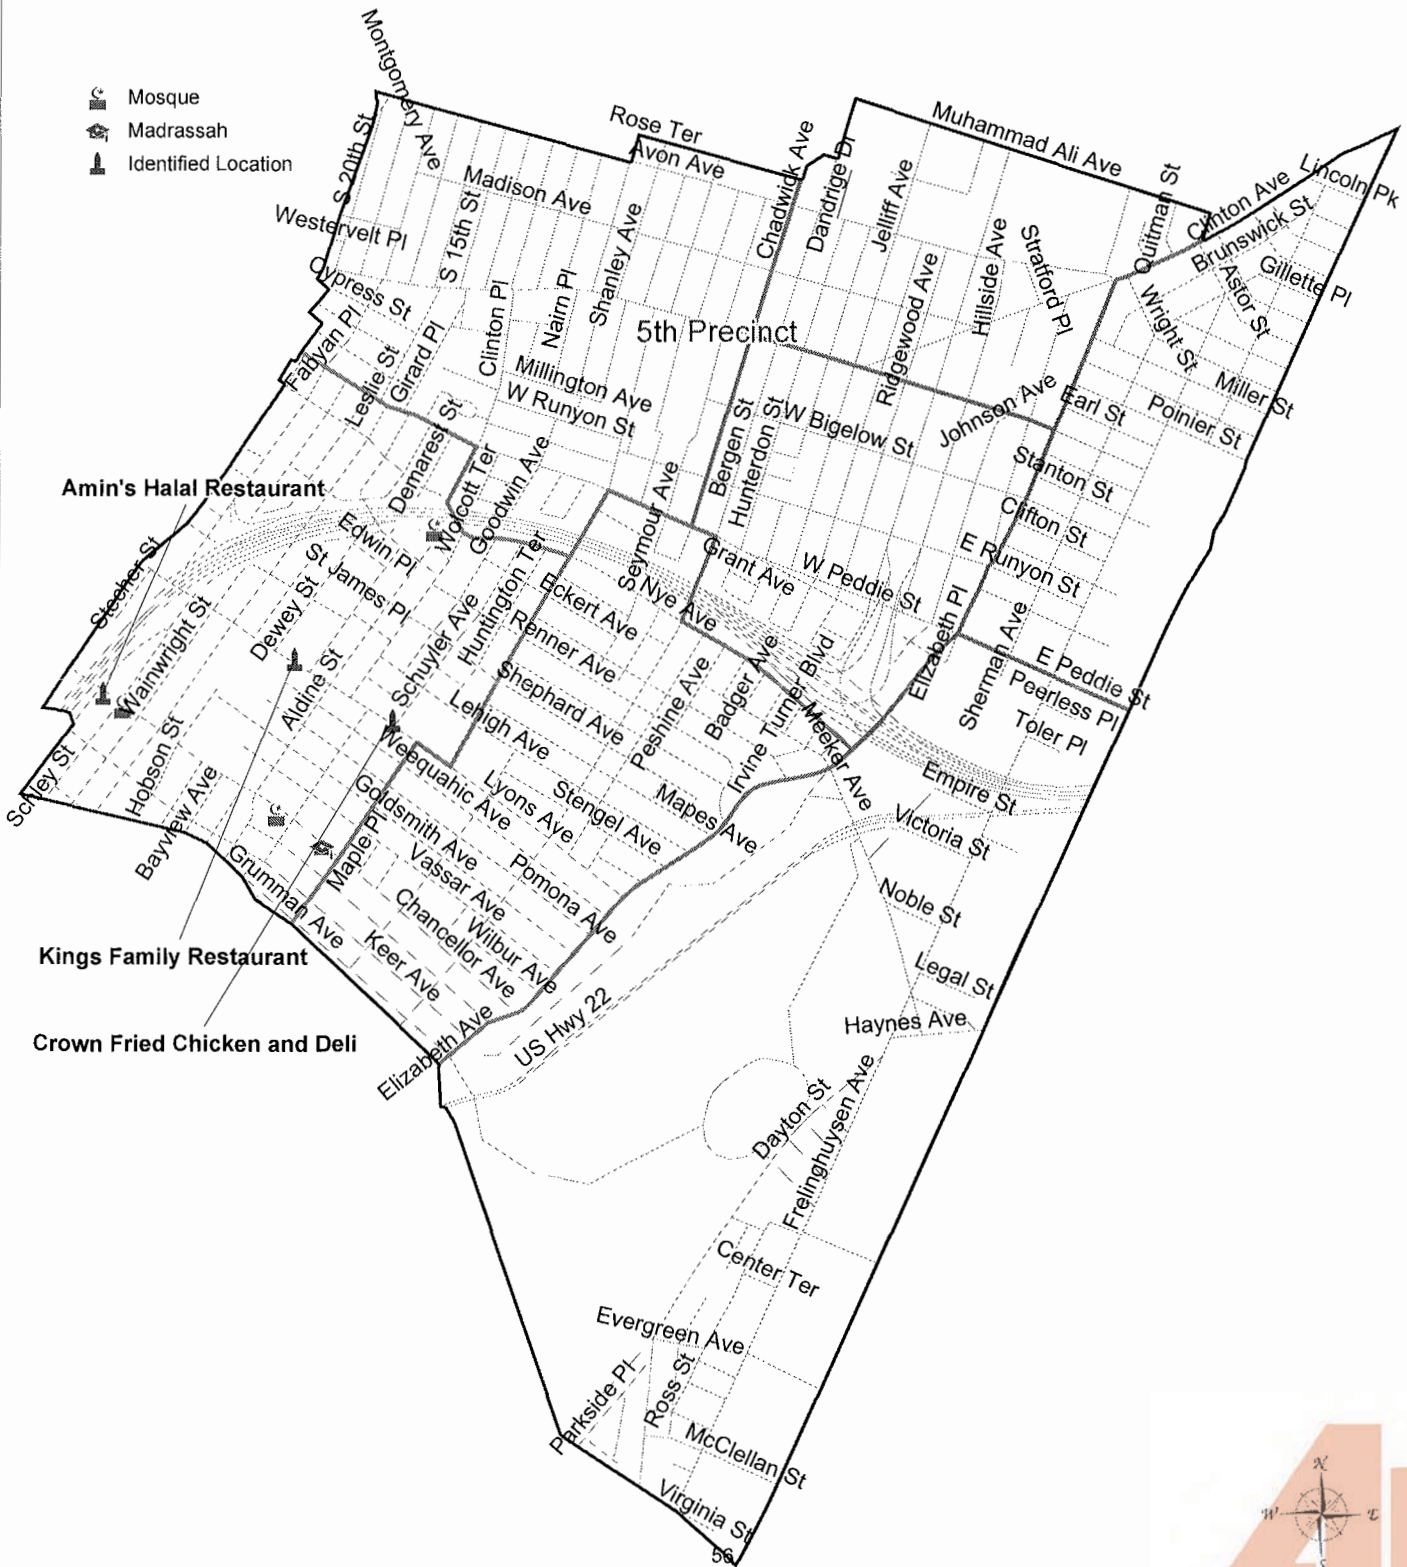 Montgomery Ave
Mosque
Madrassah
Identified Location
S 20th St
Rose Ter
Avon Ave
Muhammad Ali Ave
Madison Ave
Westervelt Pl
S 15th St
Shanley Ave
Chadwick Ave
Dandrige Dr
Jelliff Ave
Quitman St
Clinton Ave
Lincoln Pk
Brunswick St
Gillette Pl
Astor St
Cypress St
Fabyan Pl
Leslie St
Girard Pl
Clinton Pl
Nairn Pl
5th Precinct
Ridgewood Ave
Hillside Ave
Stratford Pl
Wright St
Miller St
Poinier St
Millington Ave
W Runyon St
Demarest St
Wolcott Ter
Goodwin Ave
Bergen St
Hunterdon St
W Bigelow St
Johnson Ave
Earl St
Stanton St
Clifton St
E Runyon St
Amin's Halal Restaurant
Edwin Pl
St James Pl
Huntington Ter
Seymour Ave
Grant Ave
W Peddie St
Nye Ave
Eckert Ave
Renner Ave
Elizabeth Pl
Sherman Ave
E Peddie St
Peerless Pl
Toler Pl
Stecher St
Wainwright St
Dewey St
Aldine St
Schuyler Ave
Shephard Ave
Lehigh Ave
Peshine Ave
Badger Ave
Irvine Turner Blvd
Meeker Ave
Empire St
Victoria St
Schley St
Hobson St
Bayview Ave
Weequahic Ave
Goldsmith Ave
Lyons Ave
Stengel Ave
Mapes Ave
Maple Pl
Vassar Ave
Pomona Ave
Grumman Ave
Chancellor Ave
Wilbur Ave
Keer Ave
Noble St
Legal St
Haynes Ave
Kings Family Restaurant
Crown Fried Chicken and Deli
Elizabeth Ave
US Hwy 22
Dayton St
Frelinghuysen Ave
Center Ter
Evergreen Ave
Parkside Pl
Ross St
McClellan St
Virginia St
56
N
W
E
S